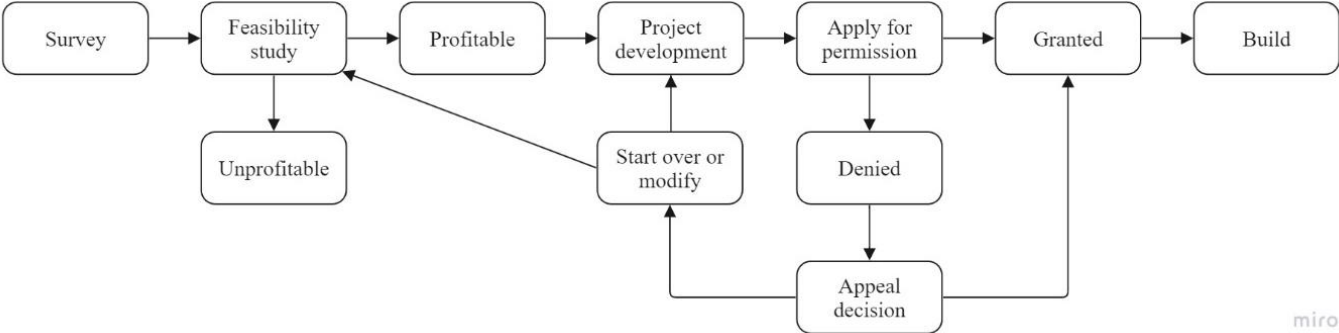 Survey
Feasibility
study
Profitable
Project
development
Apply for
permission
Granted
Build
Unprofitable
Start over or
modify
Denied
Appeal
decision
miro